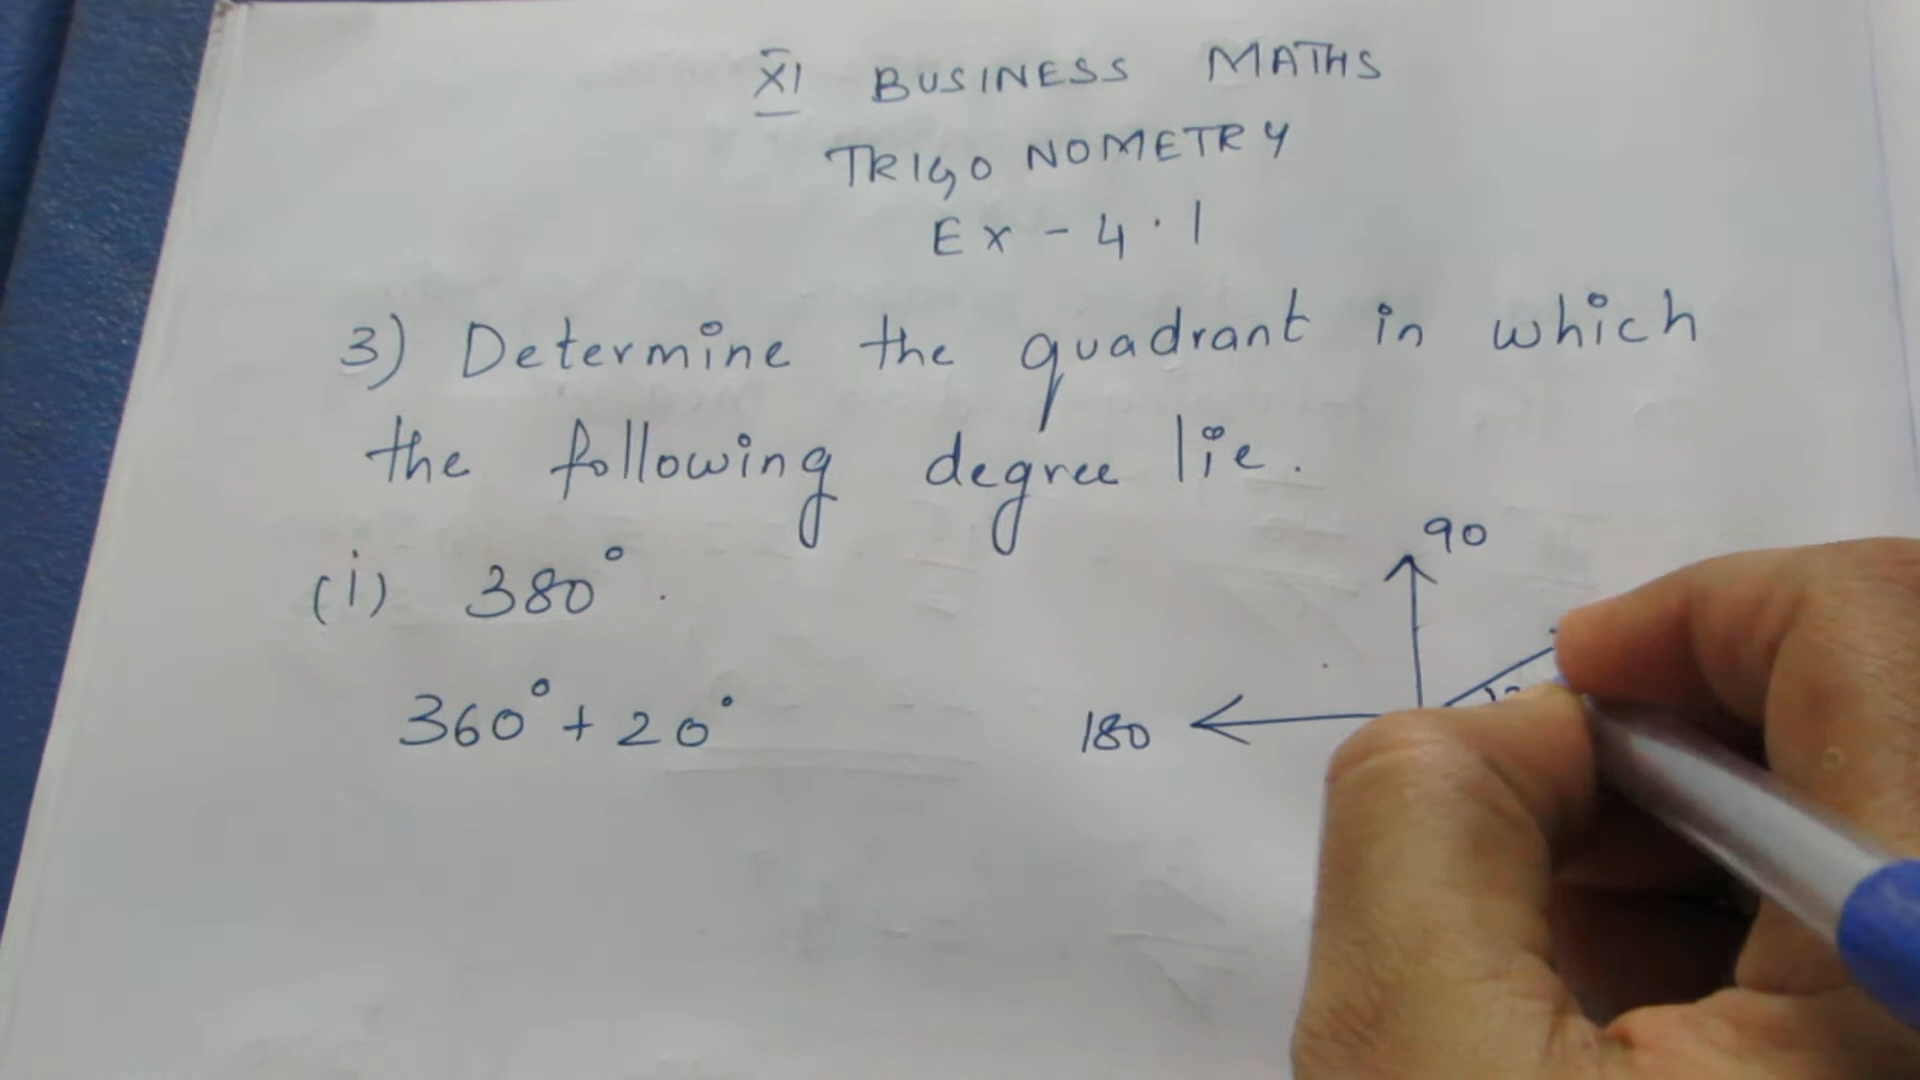 XI BUSINESS MATHS
TRIGONOMETRY
Ex - 4.1
3) Determine the quadrant in which
the following degree lie.
(i) 380°.
90
360° + 20°
180